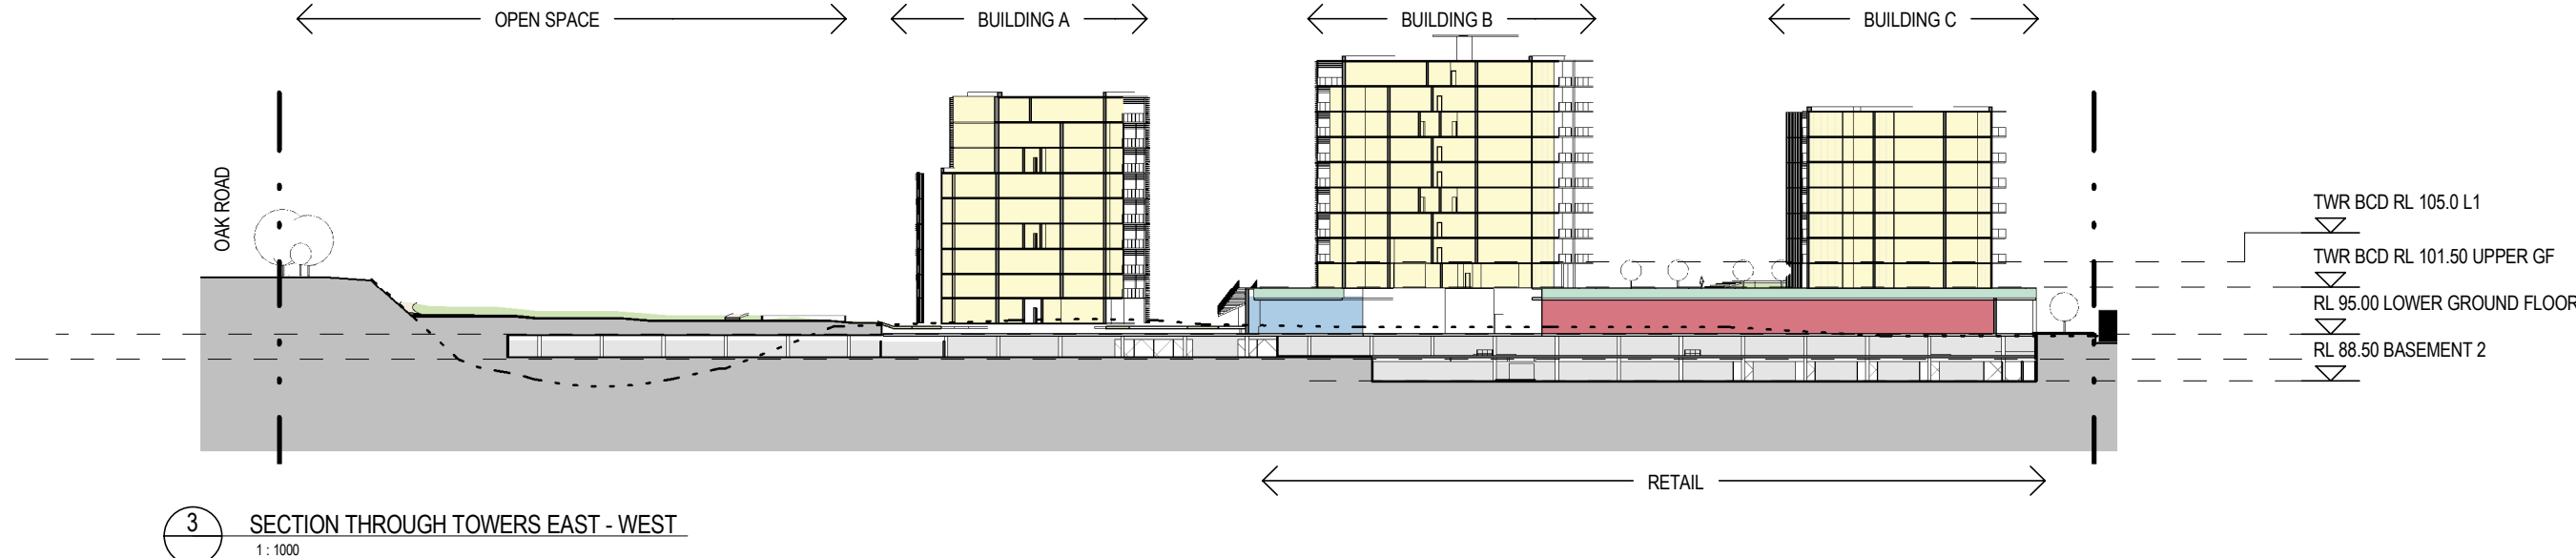 OPEN SPACE
BUILDING A
BUILDING B
BUILDING C
OAK ROAD
TWR BCD RL 105.0 L1
TWR BCD RL 101.50 UPPER GF
RL 95.00 LOWER GROUND FLOOR
RL 88.50 BASEMENT 2
RETAIL
3
SECTION THROUGH TOWERS EAST - WEST
1 : 1000